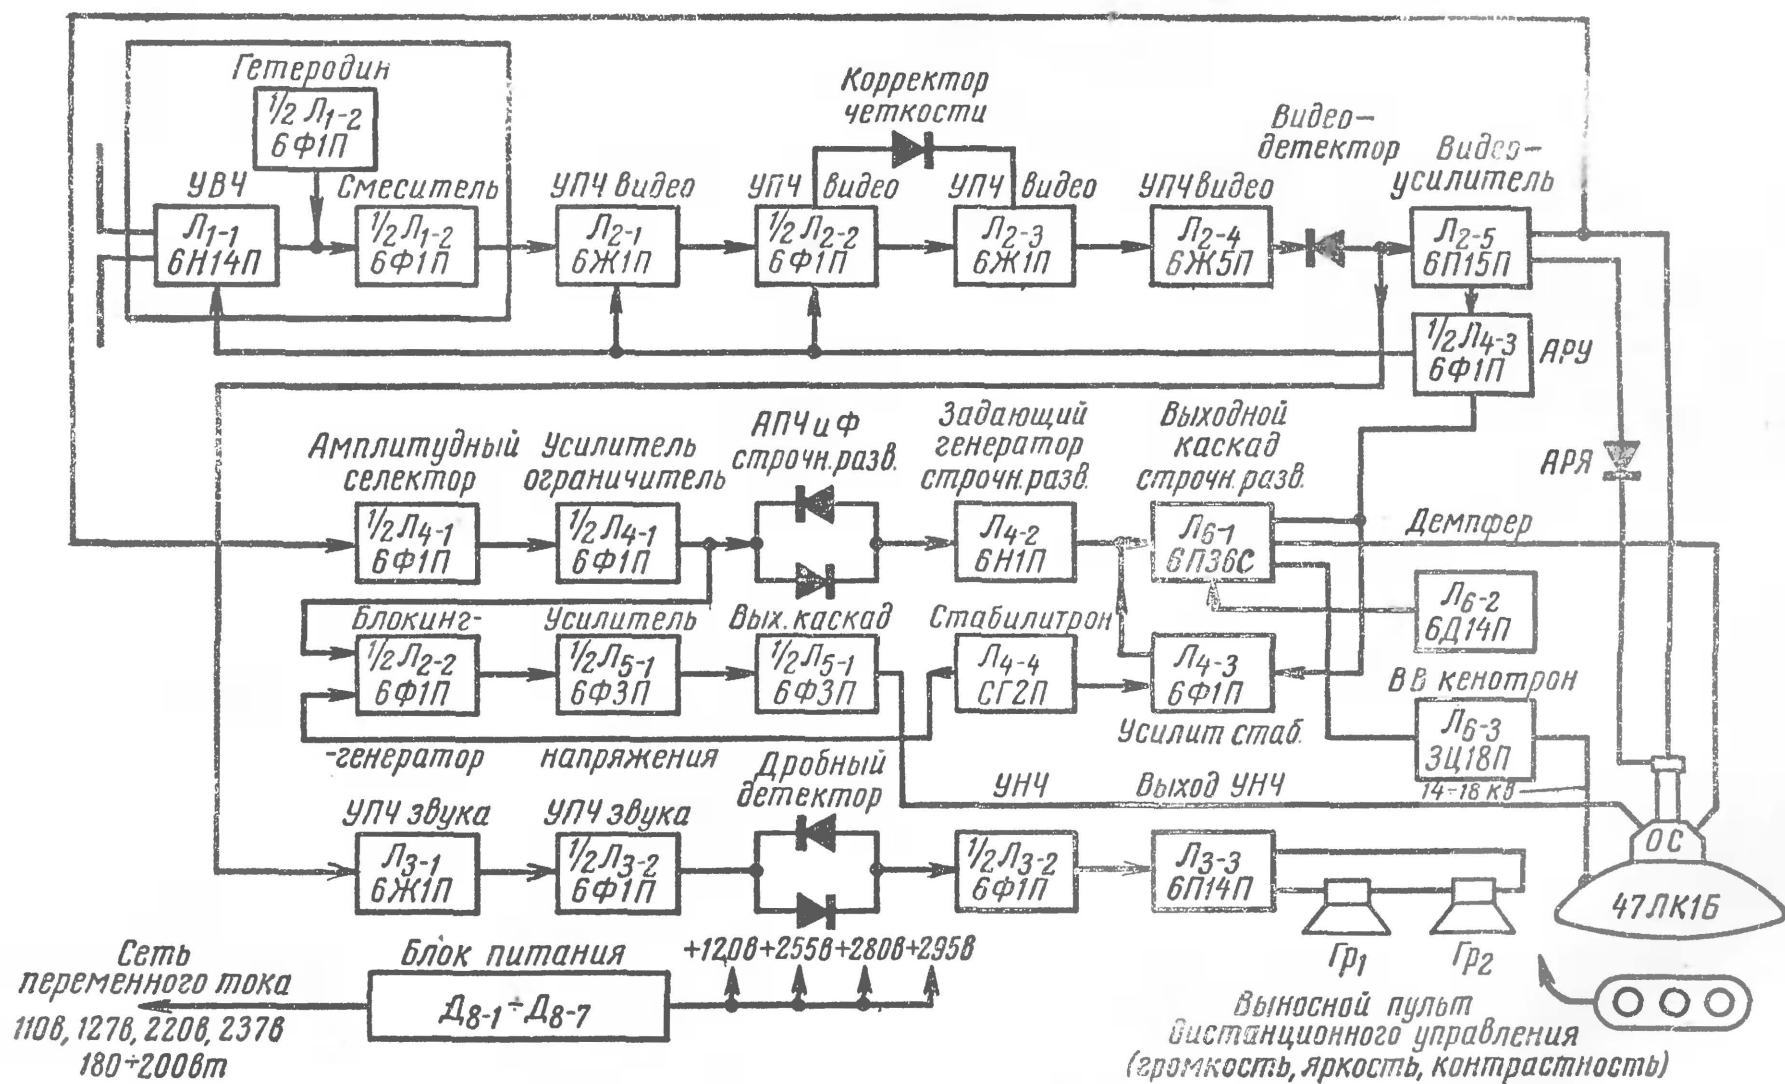 Гетеродин
1/2 Л1-2
6Ф1П
УВЧ
Л1-1
6Н14П
Смеситель
1/2 Л1-2
6Ф1П
УПЧ видео
Л2-1
6Ж1П
Корректор
четкости
УПЧ видео
1/2 Л2-2
6Ф1П
УПЧ видео
Л2-3
6Ж1П
УПЧ видео
Л2-4
6Ж5П
Видео-
детектор
Видео-
усилитель
Л2-5
6П15П
1/2 Л4-3
6Ф1П
АРУ
АРЯ
Амплитудный
селектор
1/2 Л4-1
6Ф1П
Усилитель
ограничитель
1/2 Л4-1
6Ф1П
АПЧ и Ф
строчн. разв.
Задающий
генератор
строчн. разв.
Л4-2
6Н1П
Выходной
каскад
строчн. разв.
Л6-1
6П36С
Демпфер
Л6-2
6Д14П
Блокинг-
1/2 Л2-2
6Ф1П
-генератор
Усилитель
1/2 Л5-1
6Ф3П
напряжения
Вых. каскад
1/2 Л5-1
6Ф3П
Стабилитрон
Л4-4
СГ2П
Л4-3
6Ф1П
Усилит стаб.
ВВ кенотрон
Л6-3
3Ц18П
14-18 кв
УПЧ звука
Л3-1
6Ж1П
УПЧ звука
1/2 Л3-2
6Ф1П
Дробный
детектор
УНЧ
1/2 Л3-2
6Ф1П
Выход УНЧ
Л3-3
6П14П
Гр1
Гр2
ОС
47ЛК1Б
Сеть
переменного тока
110в, 127в, 220в, 237в
180÷200вт
Блок питания
Д8-1 ÷ Д8-7
+120в +255в +280в +295в
Выносной пульт
дистанционного управления
(громкость, яркость, контрастность)